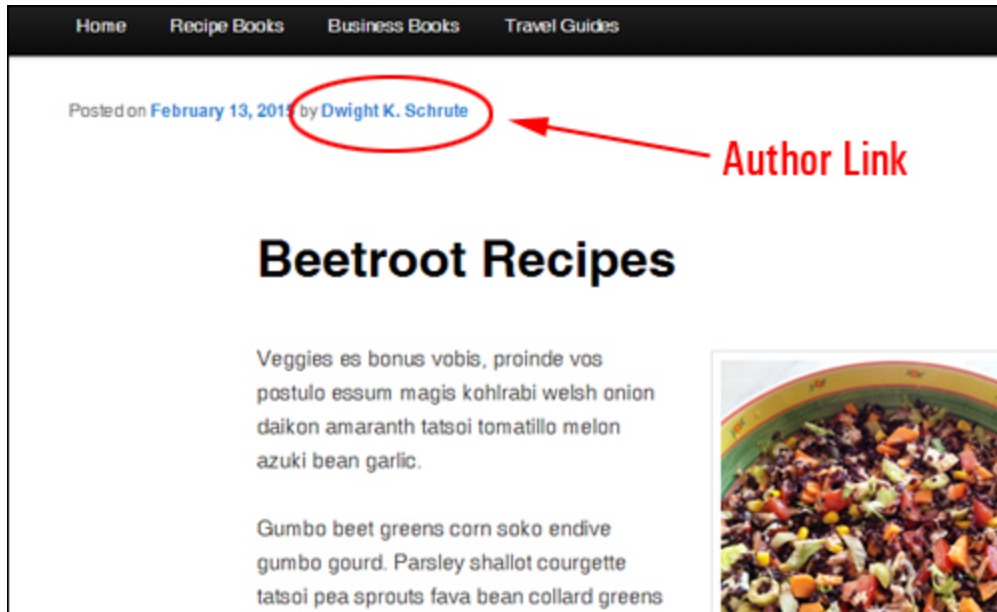 Home Recipe Books Business Books Travel Guides
Posted on February 13, 2015 by Dwight K. Schrute
Author Link
Beetroot Recipes
Veggies es bonus vobis, proinde vos
postulo essum magis kohlrabi welsh onion
daikon amaranth tatsoi tomatillo melon
azuki bean garlic.
Gumbo beet greens corn soko endive
gumbo gourd. Parsley shallot courgette
tatsoi pea sprouts fava bean collard greens